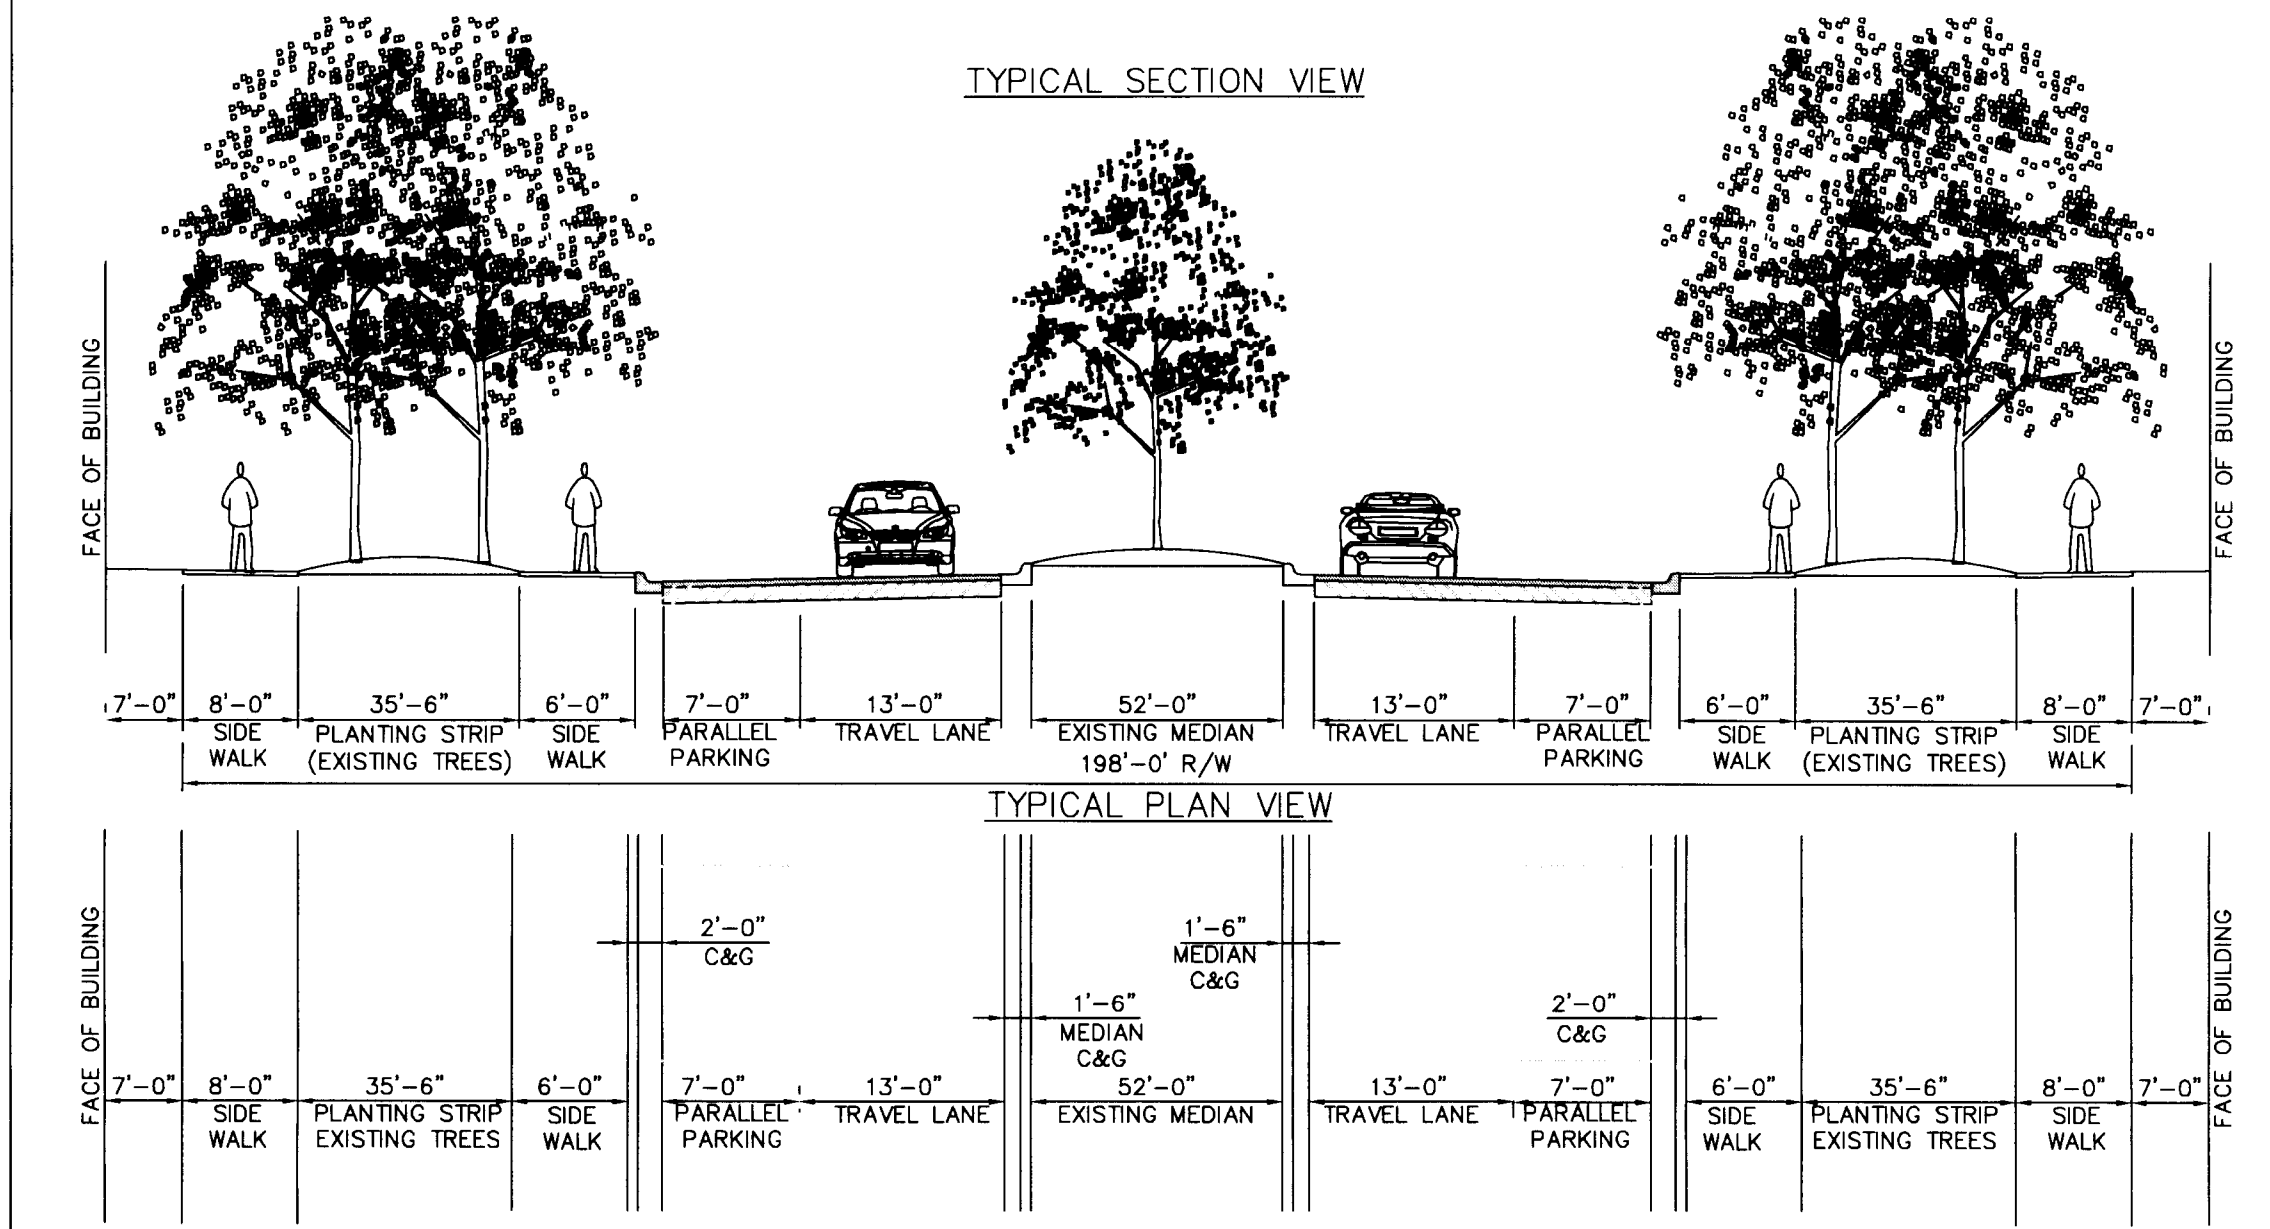 TYPICAL SECTION VIEW
FACE OF BUILDING
FACE OF BUILDING
7'-0" 8'-0" 35'-6" 6'-0" 7'-0" 13'-0" 52'-0" 13'-0" 7'-0" 6'-0" 35'-6" 8'-0" 7'-0"
SIDE PLANTING STRIP SIDE PARALLEL TRAVEL LANE EXISTING MEDIAN TRAVEL LANE PARALLEL SIDE PLANTING STRIP SIDE
WALK (EXISTING TREES) WALK PARKING 198'-0' R/W PARKING WALK (EXISTING TREES) WALK
TYPICAL PLAN VIEW
FACE OF BUILDING
FACE OF BUILDING
2'-0"
C&G
1'-6"
MEDIAN
C&G
1'-6"
MEDIAN
C&G
2'-0"
C&G
7'-0" 8'-0" 35'-6" 6'-0" 7'-0" 13'-0" 52'-0" 13'-0" 7'-0" 6'-0" 35'-6" 8'-0" 7'-0"
SIDE PLANTING STRIP SIDE PARALLEL TRAVEL LANE EXISTING MEDIAN TRAVEL LANE PARALLEL SIDE PLANTING STRIP SIDE
WALK EXISTING TREES WALK PARKING PARKING WALK EXISTING TREES WALK